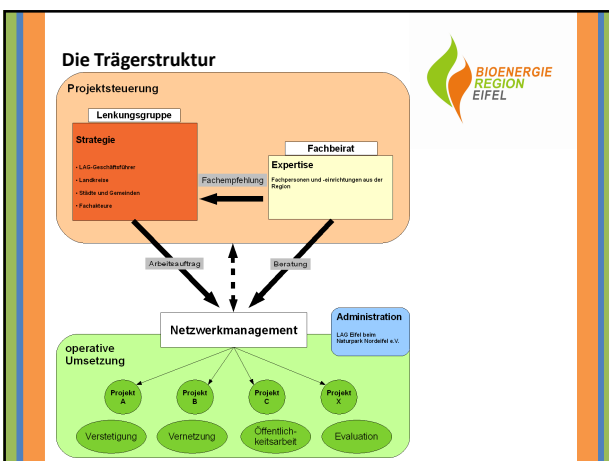 Die Trägerstruktur
BIOENERGIE
REGION
EIFEL
Projektsteuerung
Lenkungsgruppe
Strategie
• LAG-Geschäftsführer
• Landkreise
• Städte und Gemeinden
• Fachakteure
Fachempfehlung
Fachbeirat
Expertise
Fachpersonen und -einrichtungen aus der
Region
Arbeitsauftrag
Beratung
Netzwerkmanagement
Administration
LAG Eifel beim
Naturpark Nordeifel e.V.
operative
Umsetzung
Projekt
A
Projekt
B
Projekt
C
Projekt
X
Verstetigung
Vernetzung
Öffentlich-
keitsarbeit
Evaluation